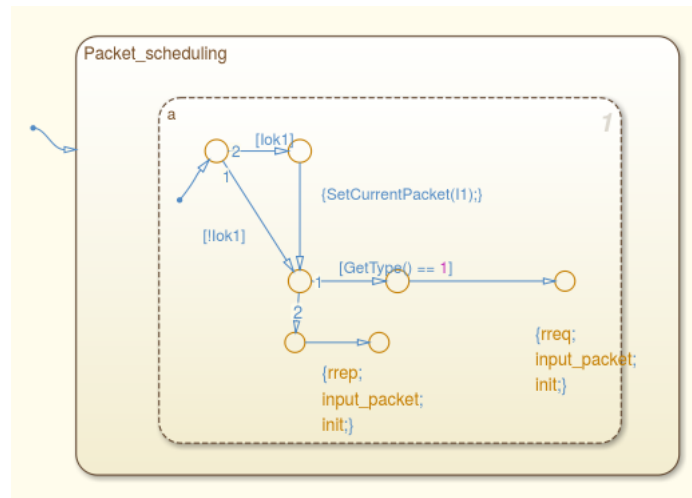 Packet_scheduling
a
1
2
[Iok1]
1
{SetCurrentPacket(I1);}
[!Iok1]
[GetType() == 1]
1
2
{rreq;
input_packet;
init;}
{rrep;
input_packet;
init;}